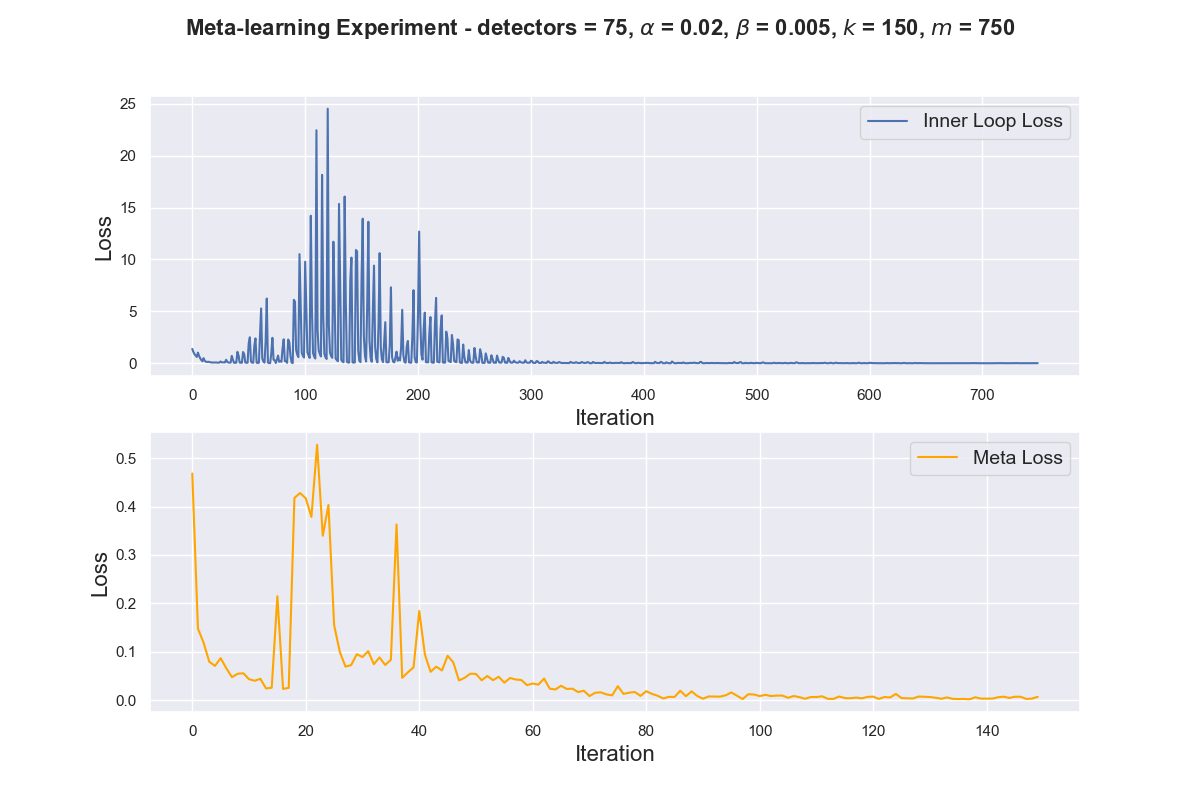 Meta-learning Experiment - detectors = 75, α = 0.02, β = 0.005, k = 150, m = 750
25
20
15
10
5
0
Loss
Inner Loop Loss
0 100 200 300 400 500 600 700
Iteration
0.5
0.4
0.3
0.2
0.1
0.0
Loss
Meta Loss
0 20 40 60 80 100 120 140
Iteration